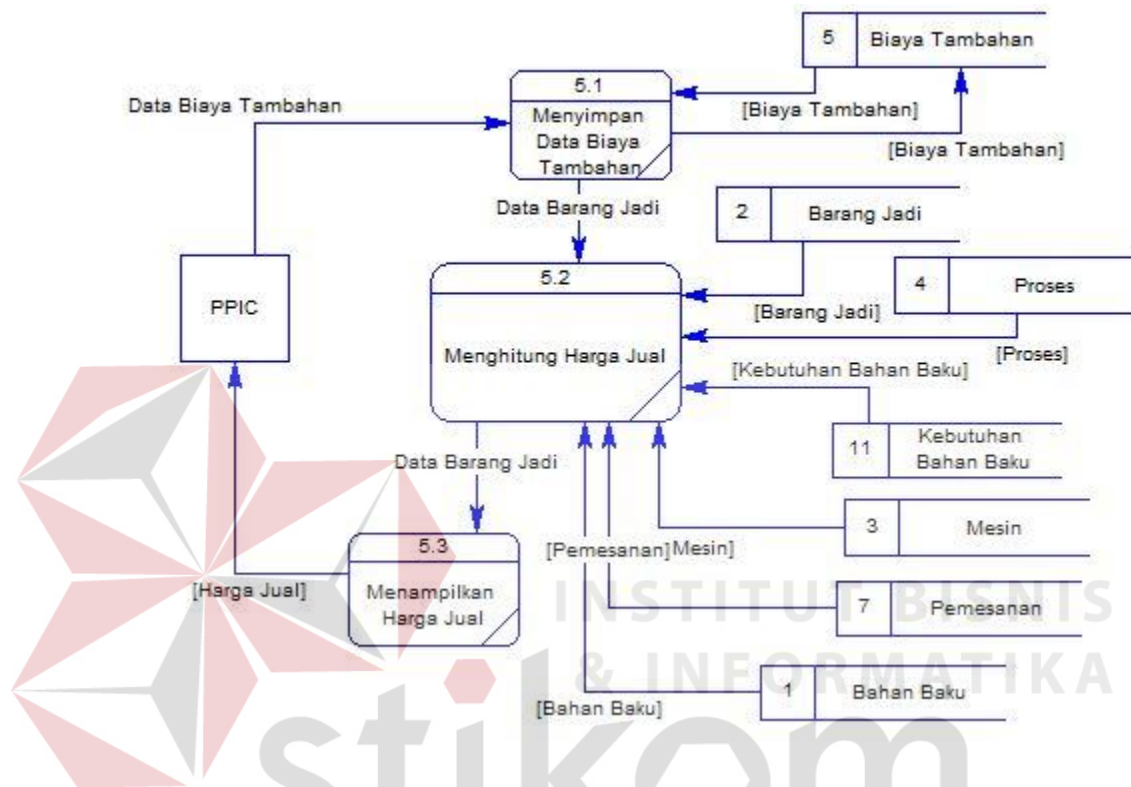 5 Biaya Tambahan
5.1
Data Biaya Tambahan
Menyimpan
Data Biaya
Tambahan
[Biaya Tambahan]
[Biaya Tambahan]
Data Barang Jadi
2 Barang Jadi
5.2
4 Proses
PPIC
[Barang Jadi]
Menghitung Harga Jual
[Proses]
[Kebutuhan Bahan Baku]
11 Kebutuhan
Bahan Baku
Data Barang Jadi
3 Mesin
5.3
[Pemesanan]
Mesin]
[Harga Jual]
Menampilkan
Harga Jual
7 Pemesanan
INSTITUT BISNIS
& INFORMATIKA
1 Bahan Baku
[Bahan Baku]
stikom